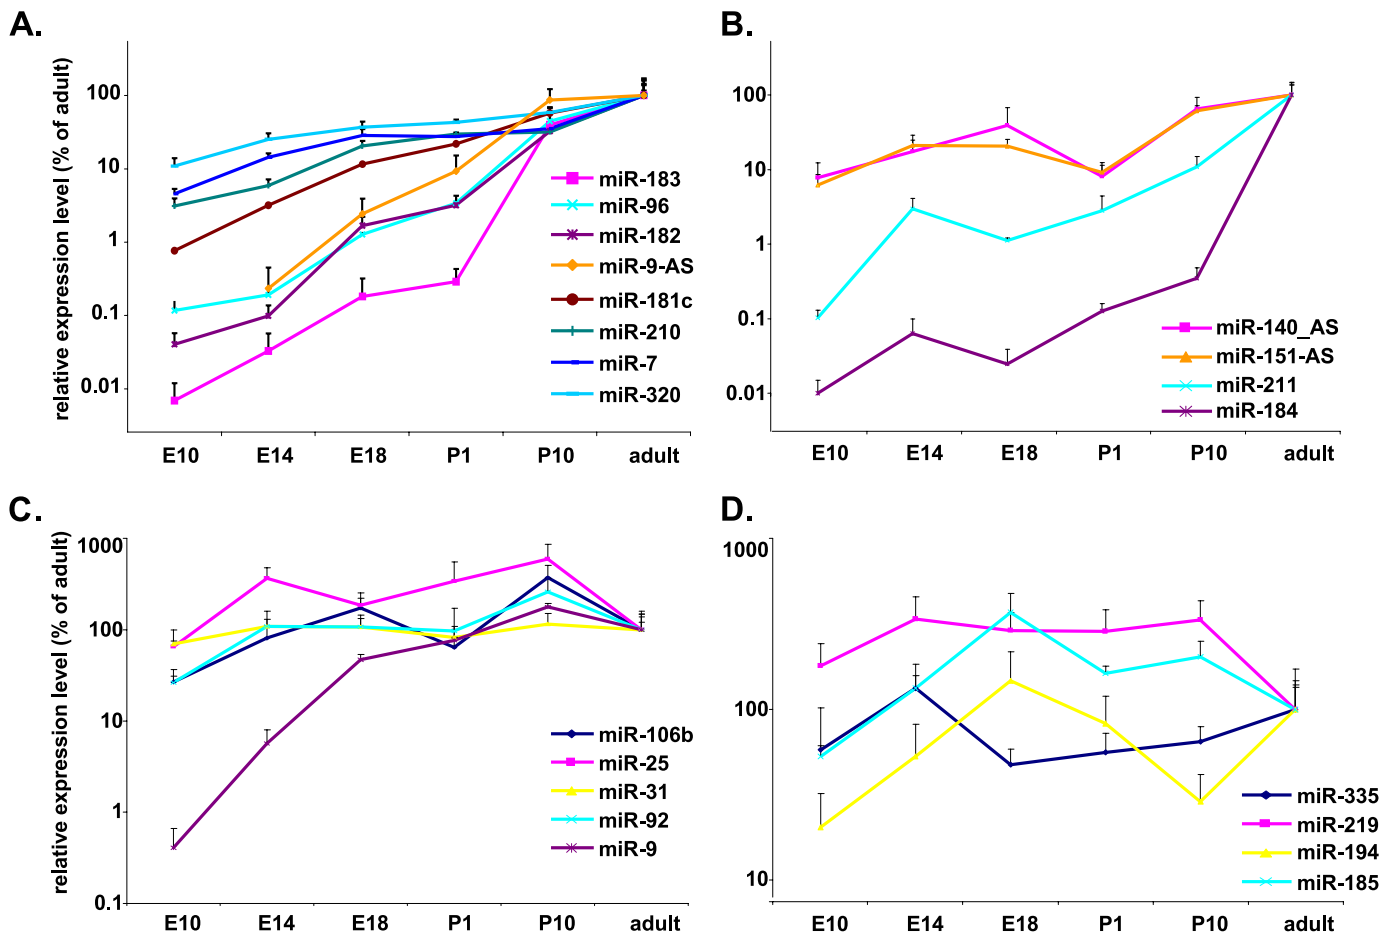 A.
relative expression level (% of adult)
100
10
1
0.1
0.01
miR-183
miR-96
miR-182
miR-9-AS
miR-181c
miR-210
miR-7
miR-320
E10 E14 E18 P1 P10 adult
B.
100
10
1
0.1
0.01
miR-140_AS
miR-151-AS
miR-211
miR-184
E10 E14 E18 P1 P10 adult
C.
relative expression level (% of adult)
1000
100
10
1
0.1
miR-106b
miR-25
miR-31
miR-92
miR-9
E10 E14 E18 P1 P10 adult
D.
1000
100
10
miR-335
miR-219
miR-194
miR-185
E10 E14 E18 P1 P10 adult